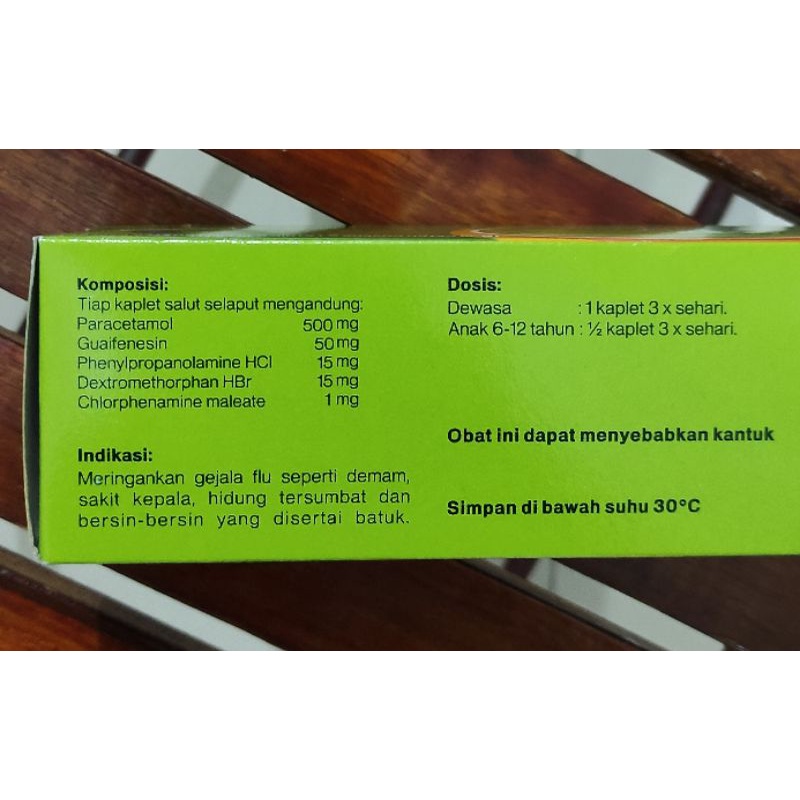 Komposisi:
Tiap kaplet salut selaput mengandung:
Paracetamol 500 mg
Guaifenesin 50 mg
Phenylpropanolamine HCl 15 mg
Dextromethorphan HBr 15 mg
Chlorphenamine maleate 1 mg
Indikasi:
Meringankan gejala flu seperti demam,
sakit kepala, hidung tersumbat dan
bersin-bersin yang disertai batuk.
Dosis:
Dewasa : 1 kaplet 3 x sehari.
Anak 6-12 tahun : ½ kaplet 3 x sehari.
Obat ini dapat menyebabkan kantuk
Simpan di bawah suhu 30°C